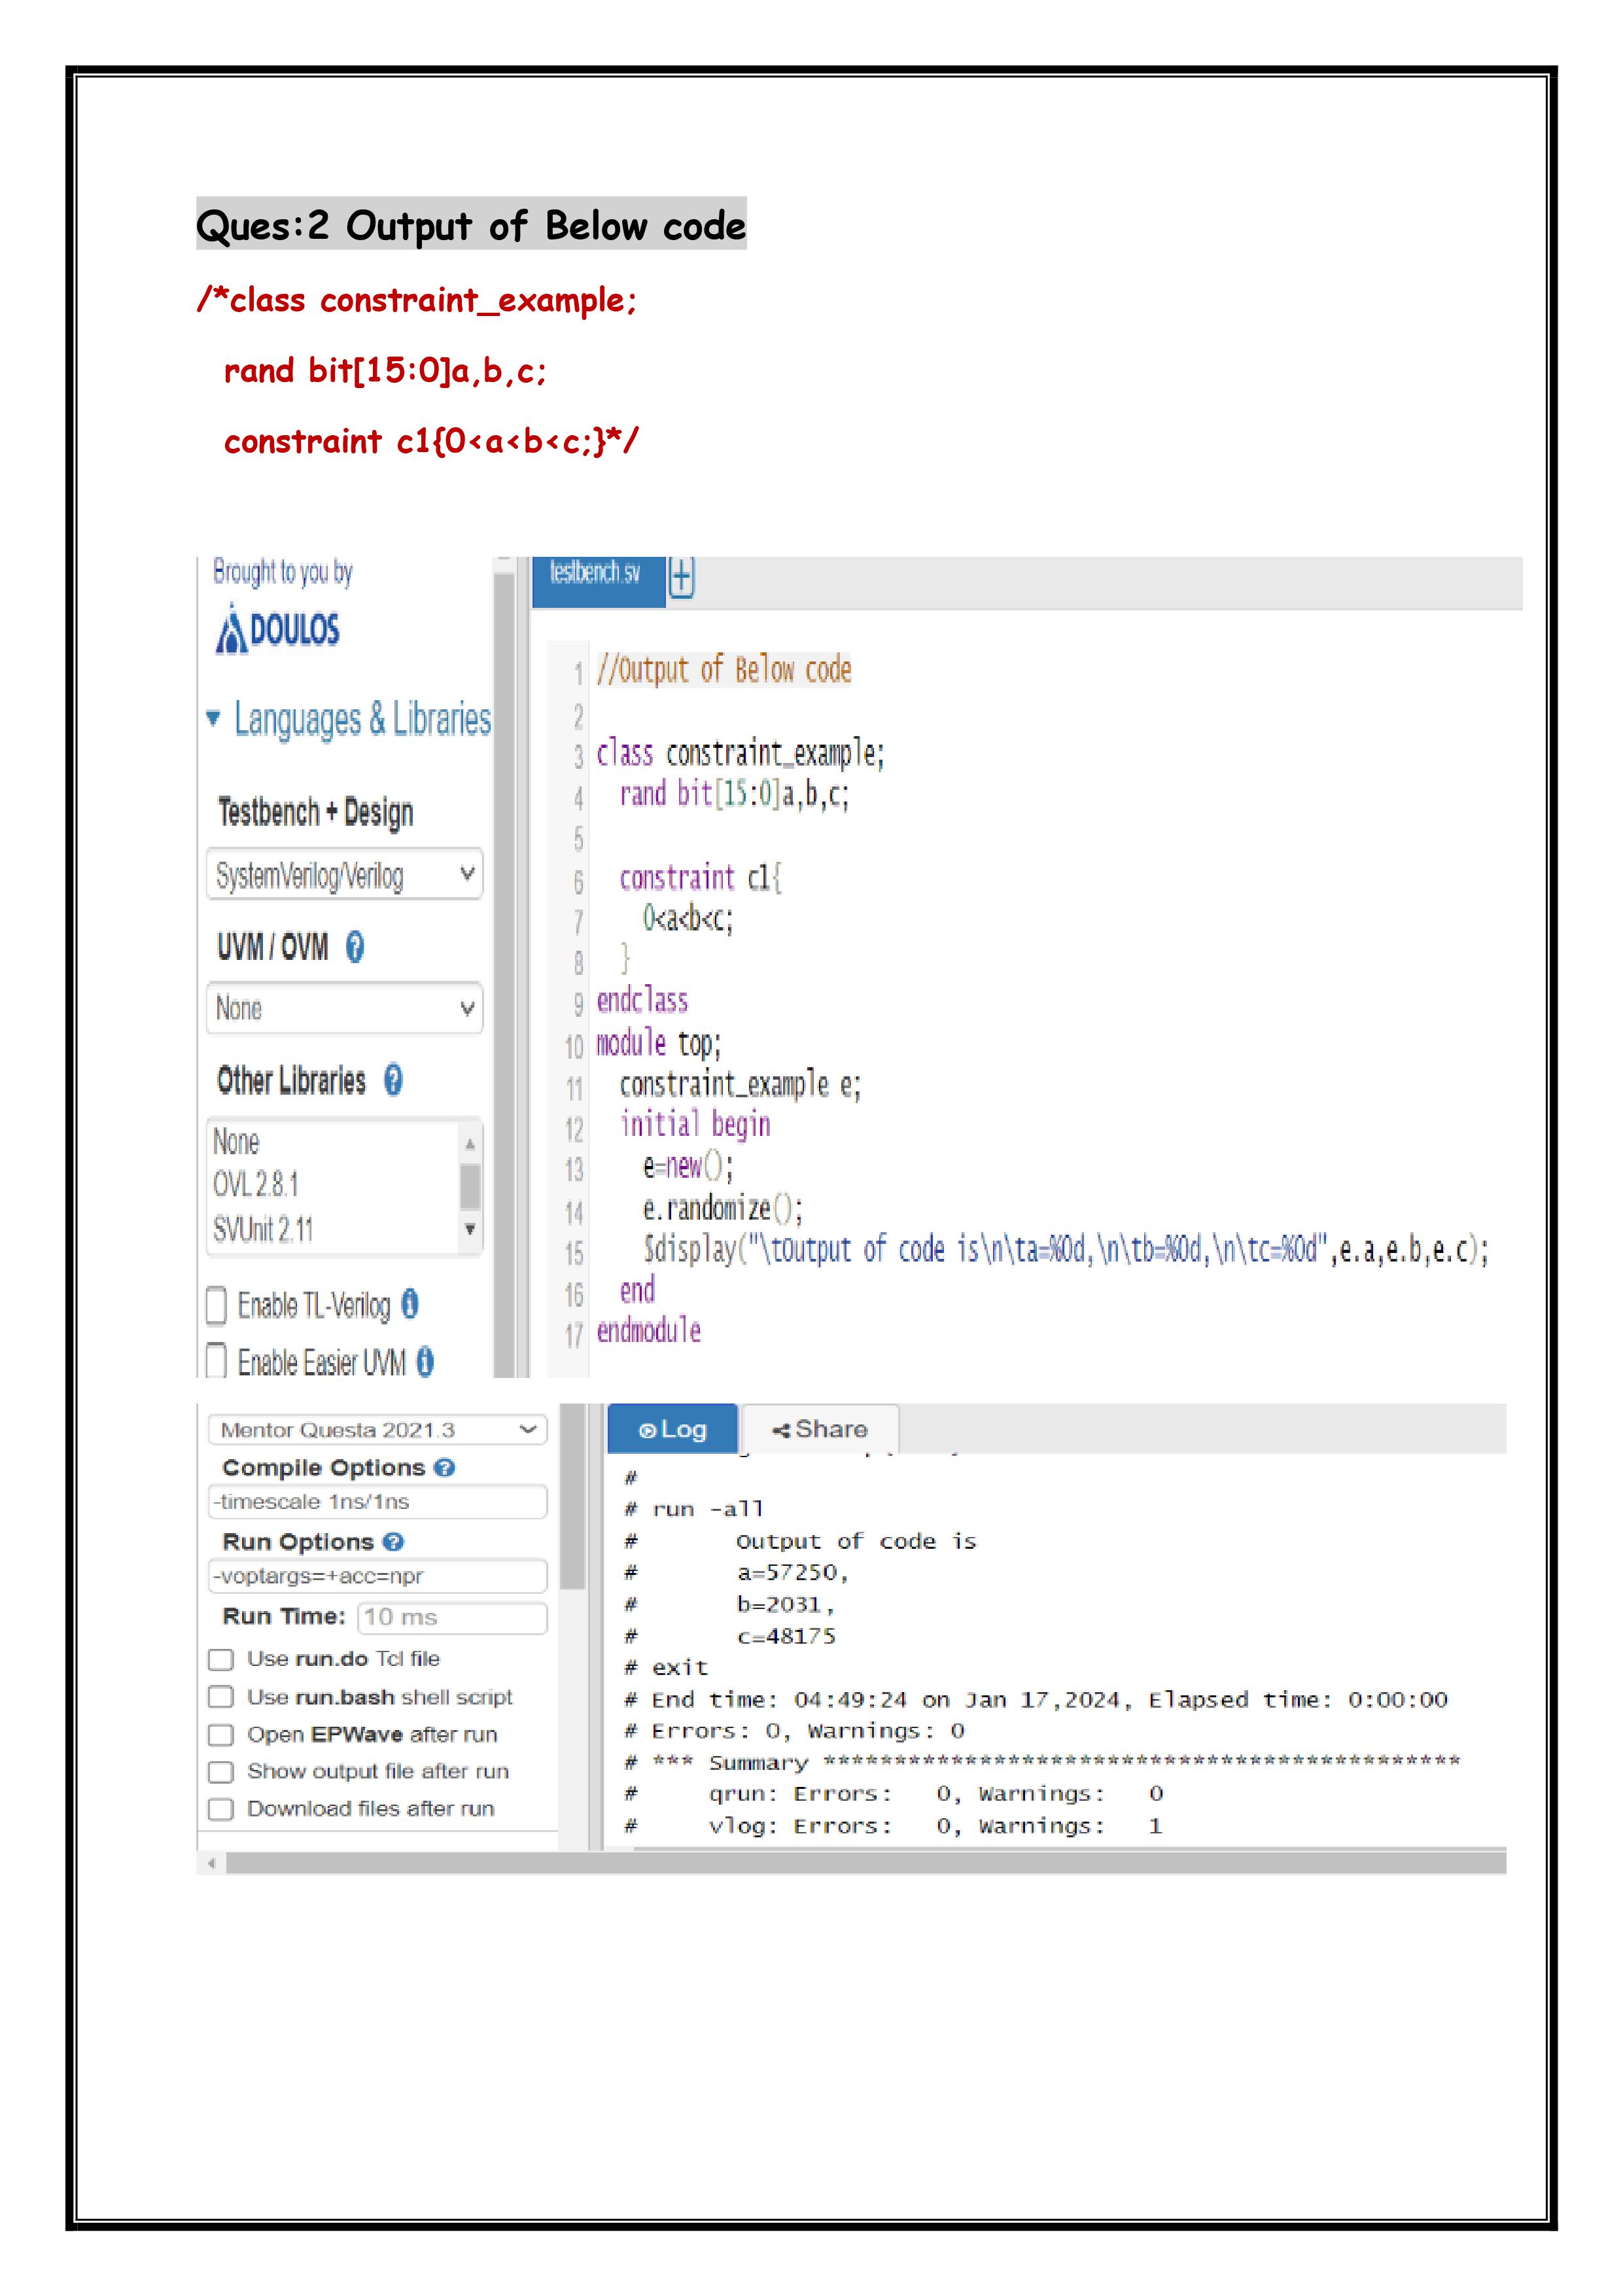 Ques:2 Output of Below code
/*class constraint_example;
rand bit[15:0]a,b,c;
constraint c1{0<a<b<c;}*/
Brought to you by
DOULOS
Languages & Libraries
Testbench + Design
SystemVerilog/Verilog
UVM / OVM ?
None
Other Libraries ?
None
OVL 2.8.1
SVUnit 2.11
Enable TL-Verilog
Enable Easier UVM
testbench.sv +
1 //Output of Below code
2
3 class constraint_example;
4 rand bit[15:0]a,b,c;
5
6 constraint c1{
7 0<a<b<c;
8 }
9 endclass
10 module top;
11 constraint_example e;
12 initial begin
13 e=new();
14 e.randomize();
15 $display("\tOutput of code is\n\ta=%0d,\n\tb=%0d,\n\tc=%0d",e.a,e.b,e.c);
16 end
17 endmodule
Mentor Questa 2021.3
Compile Options ?
-timescale 1ns/1ns
Run Options ?
-voptargs=+acc=npr
Run Time: 10 ms
Use run.do Tcl file
Use run.bash shell script
Open EPWave after run
Show output file after run
Download files after run
Log Share
#
# run -all
# Output of code is
# a=57250,
# b=2031,
# c=48175
# exit
# End time: 04:49:24 on Jan 17,2024, Elapsed time: 0:00:00
# Errors: 0, Warnings: 0
# *** Summary *********************************************
# qrun: Errors: 0, Warnings: 0
# vlog: Errors: 0, Warnings: 1